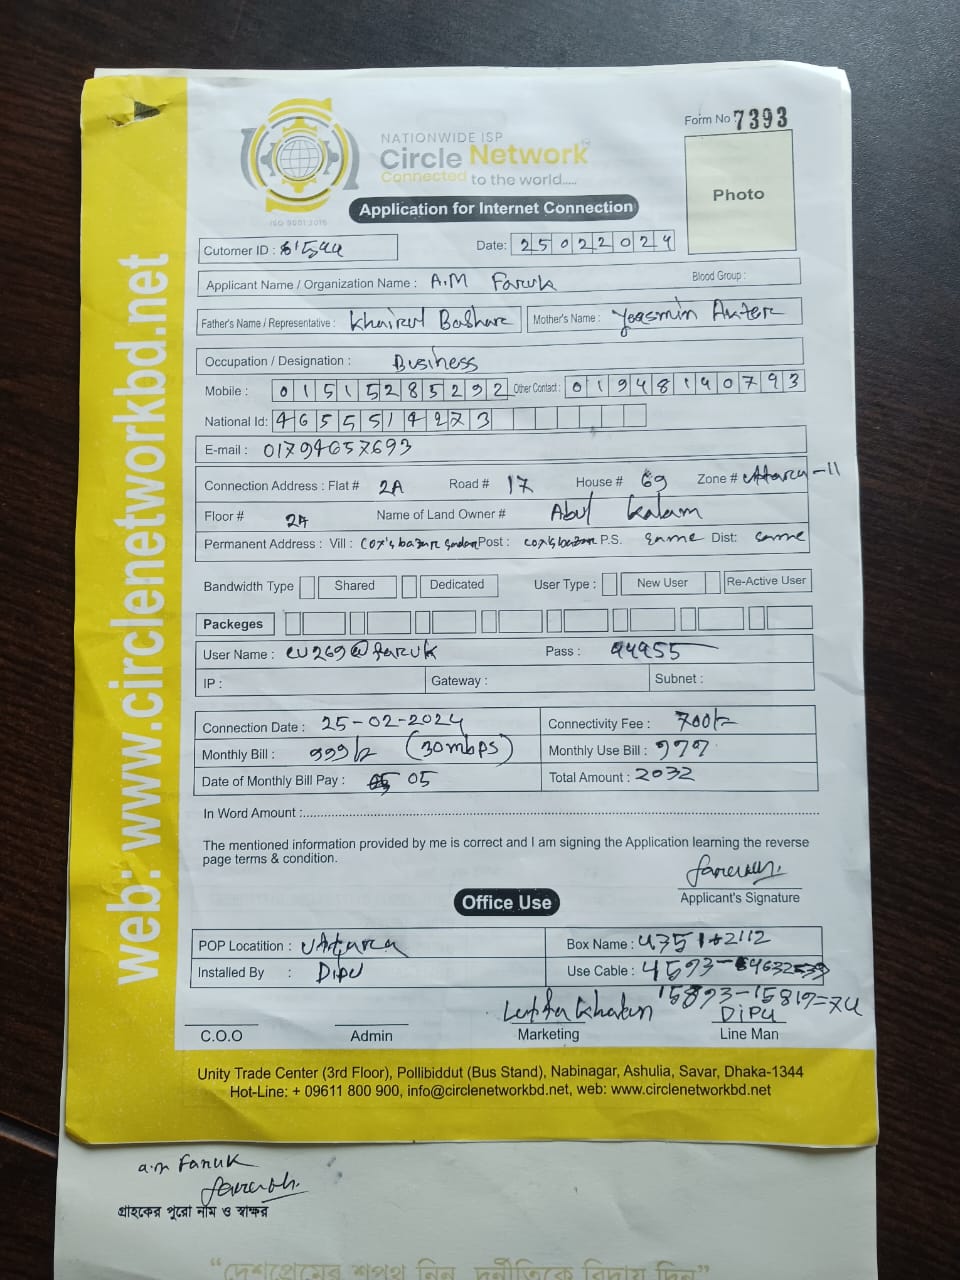 Form No 7393
NATIONWIDE ISP
Circle Network
Connected to the world.....
ISO 9001:2015
Photo
Application for Internet Connection
Cutomer ID :
Date: 25022024
Applicant Name / Organization Name : A.M Faruk Blood Group :
Father's Name / Representative : Khairul Bashar Mother's Name : Yeasmin Akter
Occupation / Designation : Business
Mobile : 01515285292 Other Contact : 01948140793
National Id: 4655514273
E-mail : 01794657693
Connection Address : Flat # 2A Road # 17 House # 69 Zone # uttara-11
Floor # 2A Name of Land Owner # Abul Kalam
Permanent Address : Vill : Cox's bazar Sadar Post : cox's bazar P.S. same Dist: same
Bandwidth Type Shared Dedicated User Type : New User Re-Active User
Packeges
User Name : cu269@faruk Pass : 44955
IP : Gateway : Subnet :
Connection Date : 25-02-2024 Connectivity Fee : 700/-
Monthly Bill : 999/- (30mbps) Monthly Use Bill :
Date of Monthly Bill Pay : 05 Total Amount : 2032
In Word Amount :
The mentioned information provided by me is correct and I am signing the Application learning the reverse
page terms & condition.
Applicant's Signature
Office Use
POP Locatition : uttara Box Name :
Installed By : Dipu Use Cable :
DiPu
C.O.O Admin Marketing Line Man
Unity Trade Center (3rd Floor), Pollibiddut (Bus Stand), Nabinagar, Ashulia, Savar, Dhaka-1344
Hot-Line: + 09611 800 900, info@circlenetworkbd.net, web: www.circlenetworkbd.net
web: www.circlenetworkbd.net
a.m Faruk
গ্রাহকের পুরো নাম ও স্বাক্ষর
“দেশপ্রেমের শপথ নিন, দুর্নীতিকে বিদায় দিন”